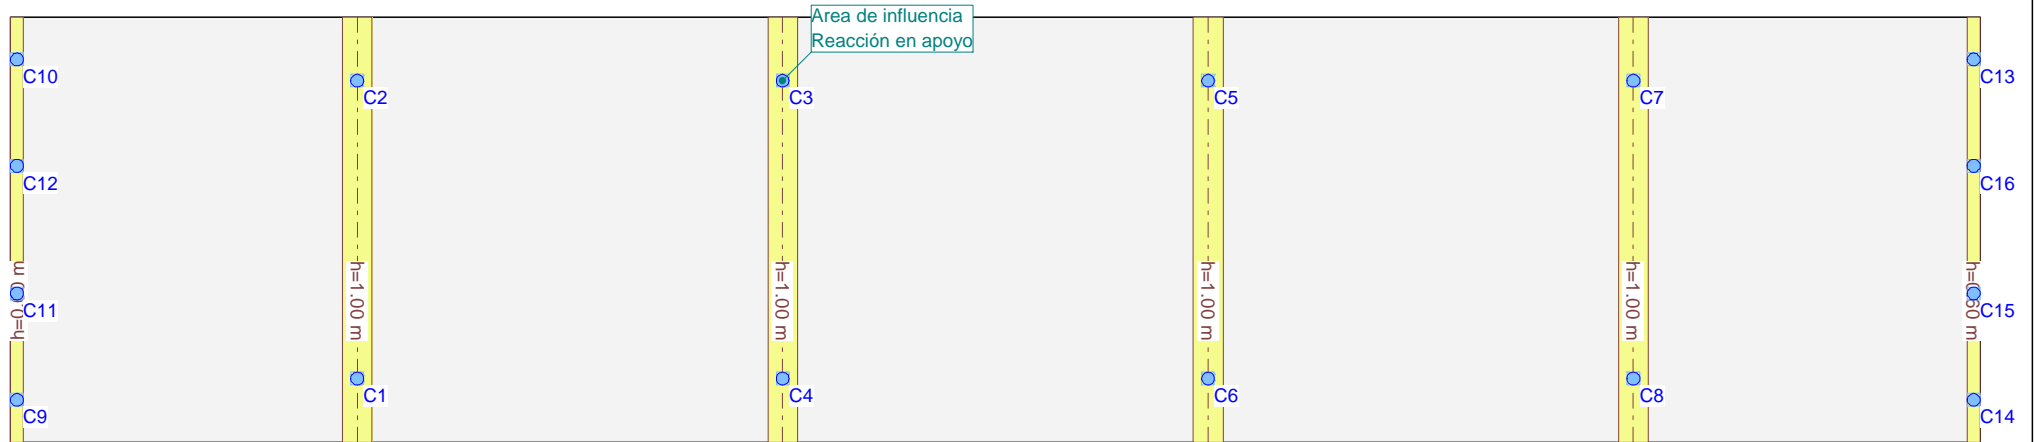 Area de influencia
Reacción en apoyo
C10
C2
C3
C5
C7
C13
C12
C16
h=1.00 m
h=1.00 m
h=1.00 m
h=1.00 m
C11
C15
C1
C4
C6
C8
C9
C14